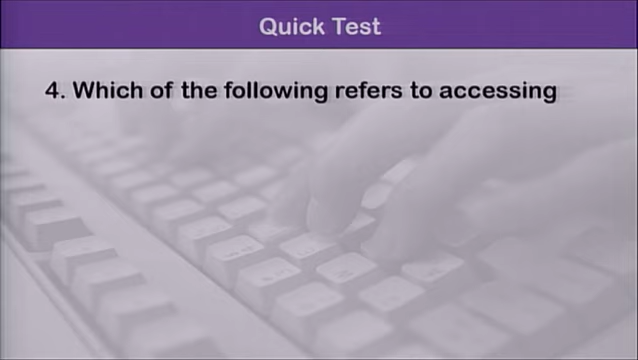 Quick Test
4. Which of the following refers to accessing